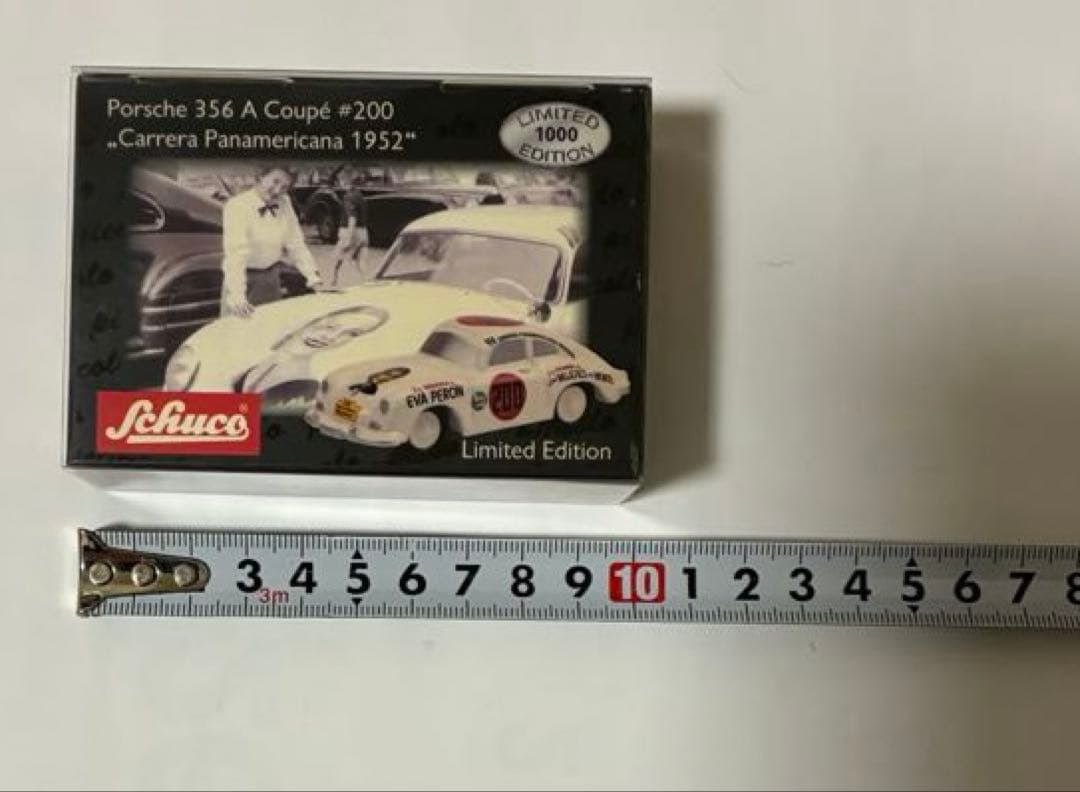 Porsche 356 A Coupé #200
„Carrera Panamericana 1952“
LIMITED
1000
EDITION
EVA PERON
200
Schuco®
Limited Edition
3 4 5 6 7 8 9 10 1 2 3 4 5 6 7 8
3m